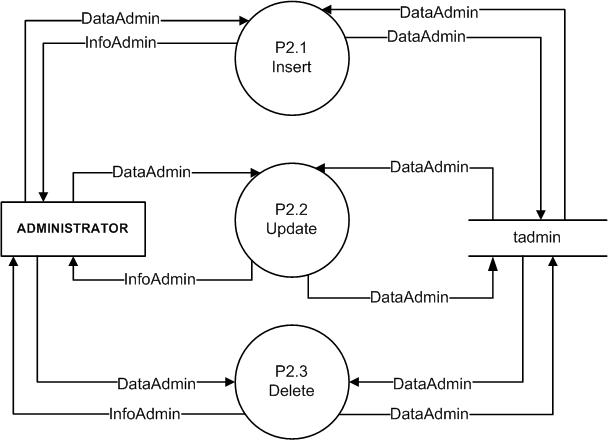 DataAdmin
DataAdmin
InfoAdmin
P2.1
Insert
DataAdmin
DataAdmin
DataAdmin
P2.2
Update
ADMINISTRATOR
tadmin
InfoAdmin
DataAdmin
P2.3
Delete
DataAdmin
DataAdmin
InfoAdmin
DataAdmin